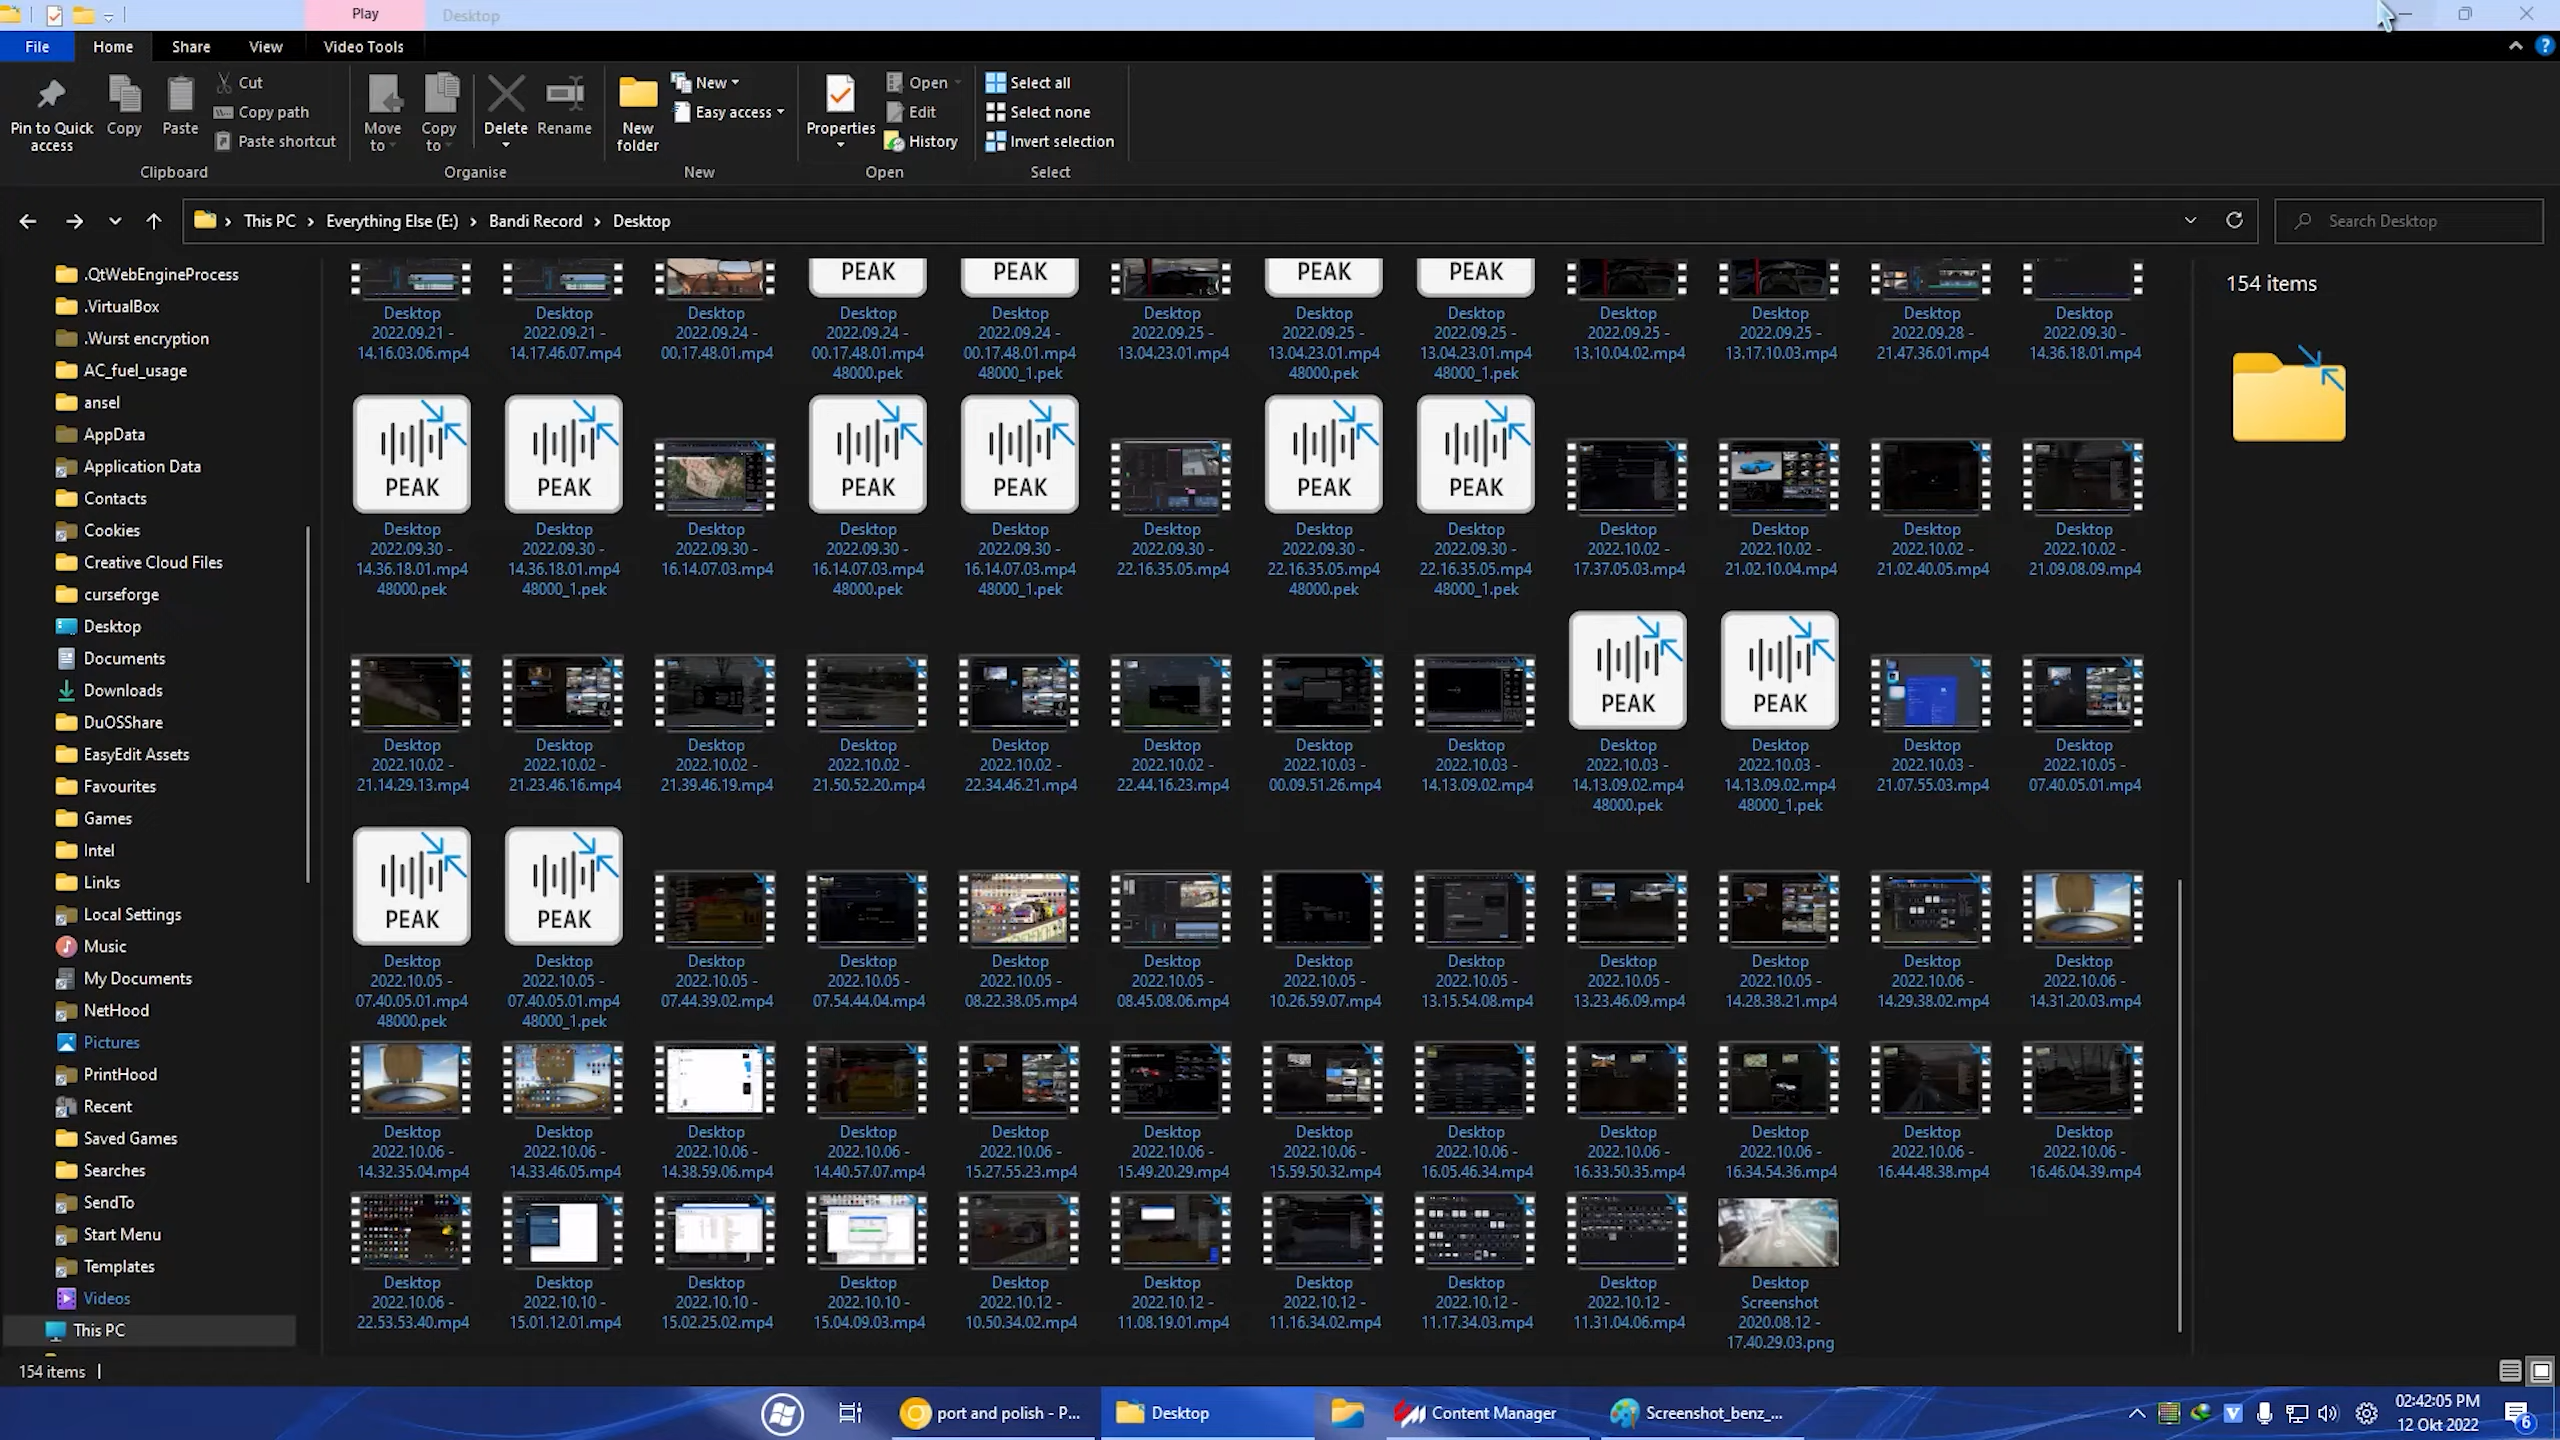 Play
Desktop
File
Home
Share
View
Video Tools
Pin to Quick
access
Copy
Paste
Cut
Copy path
Paste shortcut
Clipboard
Move
to
Copy
to
Delete
Rename
Organise
New
folder
New
Easy access
New
Properties
Open
Edit
History
Open
Select all
Select none
Invert selection
Select
This PC
Everything Else (E:)
Bandi Record
Desktop
Search Desktop
.QtWebEngineProcess
.VirtualBox
.Wurst encryption
AC_fuel_usage
ansel
AppData
Application Data
Contacts
Cookies
Creative Cloud Files
curseforge
Desktop
Documents
Downloads
DuOSShare
EasyEdit Assets
Favourites
Games
Intel
Links
Local Settings
Music
My Documents
NetHood
Pictures
PrintHood
Recent
Saved Games
Searches
SendTo
Start Menu
Templates
Videos
This PC
PEAK PEAK PEAK PEAK
Desktop Desktop Desktop Desktop Desktop Desktop Desktop Desktop Desktop Desktop Desktop Desktop
2022.09.21 - 2022.09.21 - 2022.09.24 - 2022.09.24 - 2022.09.24 - 2022.09.25 - 2022.09.25 - 2022.09.25 - 2022.09.25 - 2022.09.25 - 2022.09.28 - 2022.09.30 -
14.16.03.06.mp4 14.17.46.07.mp4 00.17.48.01.mp4 00.17.48.01.mp4 00.17.48.01.mp4 13.04.23.01.mp4 13.04.23.01.mp4 13.04.23.01.mp4 13.10.04.02.mp4 13.17.10.03.mp4 21.47.36.01.mp4 14.36.18.01.mp4
48000.pek 48000_1.pek 48000.pek 48000_1.pek
PEAK PEAK PEAK PEAK PEAK PEAK
Desktop Desktop Desktop Desktop Desktop Desktop Desktop Desktop Desktop Desktop Desktop Desktop
2022.09.30 - 2022.09.30 - 2022.09.30 - 2022.09.30 - 2022.09.30 - 2022.09.30 - 2022.09.30 - 2022.09.30 - 2022.10.02 - 2022.10.02 - 2022.10.02 - 2022.10.02 -
14.36.18.01.mp4 14.36.18.01.mp4 16.14.07.03.mp4 16.14.07.03.mp4 16.14.07.03.mp4 22.16.35.05.mp4 22.16.35.05.mp4 22.16.35.05.mp4 17.37.05.03.mp4 21.02.10.04.mp4 21.02.40.05.mp4 21.09.08.09.mp4
48000.pek 48000_1.pek 48000.pek 48000_1.pek 48000.pek 48000_1.pek
PEAK PEAK
Desktop Desktop Desktop Desktop Desktop Desktop Desktop Desktop Desktop Desktop Desktop Desktop
2022.10.02 - 2022.10.02 - 2022.10.02 - 2022.10.02 - 2022.10.02 - 2022.10.02 - 2022.10.03 - 2022.10.03 - 2022.10.03 - 2022.10.03 - 2022.10.03 - 2022.10.05 -
21.14.29.13.mp4 21.23.46.16.mp4 21.39.46.19.mp4 21.50.52.20.mp4 22.34.46.21.mp4 22.44.16.23.mp4 00.09.51.26.mp4 14.13.09.02.mp4 14.13.09.02.mp4 14.13.09.02.mp4 21.07.55.03.mp4 07.40.05.01.mp4
48000.pek 48000_1.pek
PEAK PEAK
Desktop Desktop Desktop Desktop Desktop Desktop Desktop Desktop Desktop Desktop Desktop Desktop
2022.10.05 - 2022.10.05 - 2022.10.05 - 2022.10.05 - 2022.10.05 - 2022.10.05 - 2022.10.05 - 2022.10.05 - 2022.10.05 - 2022.10.05 - 2022.10.06 - 2022.10.06 -
07.40.05.01.mp4 07.40.05.01.mp4 07.44.39.02.mp4 07.54.44.04.mp4 08.22.38.05.mp4 08.45.08.06.mp4 10.26.59.07.mp4 13.15.54.08.mp4 13.23.46.09.mp4 14.28.38.21.mp4 14.29.38.02.mp4 14.31.20.03.mp4
48000.pek 48000_1.pek
Desktop Desktop Desktop Desktop Desktop Desktop Desktop Desktop Desktop Desktop Desktop Desktop
2022.10.06 - 2022.10.06 - 2022.10.06 - 2022.10.06 - 2022.10.06 - 2022.10.06 - 2022.10.06 - 2022.10.06 - 2022.10.06 - 2022.10.06 - 2022.10.06 - 2022.10.06 -
14.32.35.04.mp4 14.33.46.05.mp4 14.38.59.06.mp4 14.40.57.07.mp4 15.27.55.23.mp4 15.49.20.29.mp4 15.59.50.32.mp4 16.05.46.34.mp4 16.33.50.35.mp4 16.34.54.36.mp4 16.44.48.38.mp4 16.46.04.39.mp4
Desktop Desktop Desktop Desktop Desktop Desktop Desktop Desktop Desktop Desktop
2022.10.06 - 2022.10.10 - 2022.10.10 - 2022.10.10 - 2022.10.12 - 2022.10.12 - 2022.10.12 - 2022.10.12 - 2022.10.12 - Screenshot
22.53.53.40.mp4 15.01.12.01.mp4 15.02.25.02.mp4 15.04.09.03.mp4 10.50.34.02.mp4 11.08.19.01.mp4 11.16.34.02.mp4 11.17.34.03.mp4 11.31.04.06.mp4 2020.08.12 -
17.40.29.03.png
154 items
154 items
port and polish - P...
Desktop
Content Manager
Screenshot_benz_...
02:42:05 PM
12 Okt 2022
6